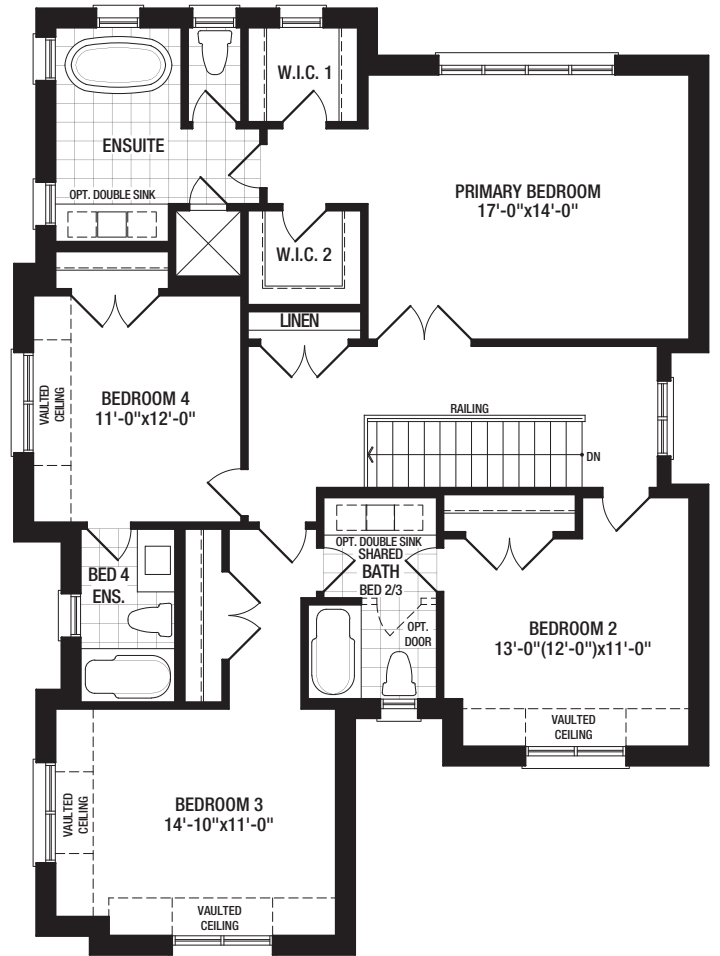 W.I.C. 1
ENSUITE
OPT. DOUBLE SINK
PRIMARY BEDROOM
17'-0"x14'-0"
W.I.C. 2
LINEN
VAULTED
CEILING
BEDROOM 4
11'-0"x12'-0"
RAILING
DN
OPT. DOUBLE SINK
SHARED
BATH
BED 2/3
BED 4
ENS.
OPT.
DOOR
BEDROOM 2
13'-0"(12'-0")x11'-0"
VAULTED
CEILING
BEDROOM 3
14'-10"x11'-0"
VAULTED
CEILING
VAULTED
CEILING